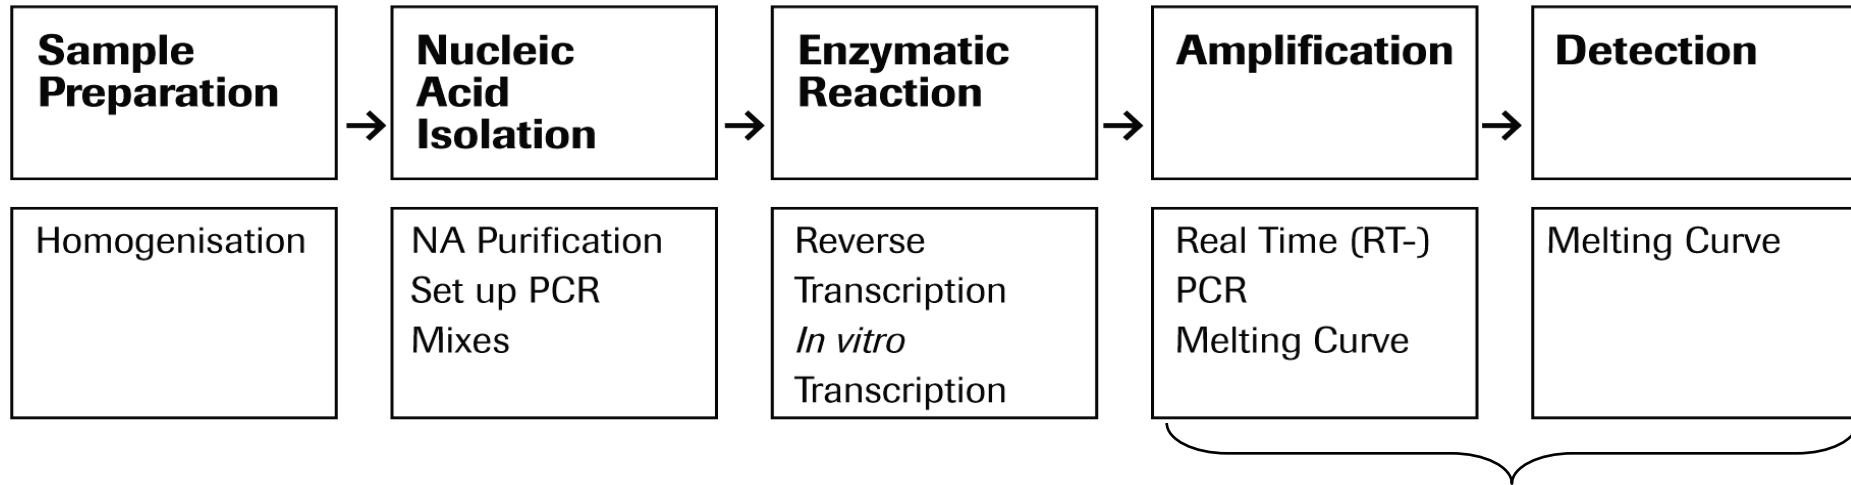 Sample
Preparation
Nucleic
Acid
Isolation
Enzymatic
Reaction
Amplification
Detection
Homogenisation
NA Purification
Set up PCR
Mixes
Reverse
Transcription
In vitro
Transcription
Real Time (RT-)
PCR
Melting Curve
Melting Curve